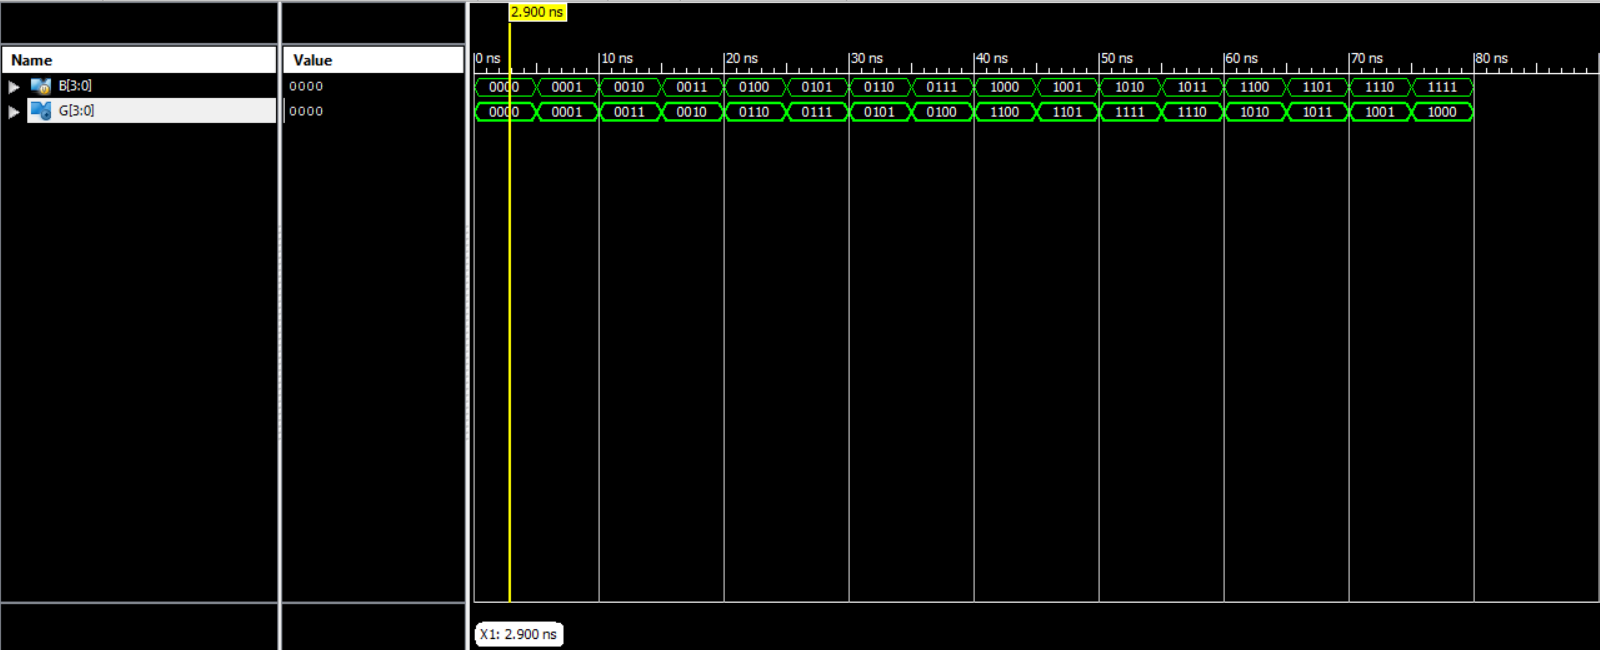 2.900 ns
Name Value
0 ns 10 ns 20 ns 30 ns 40 ns 50 ns 60 ns 70 ns 80 ns
B[3:0] 0000 0000 0001 0010 0011 0100 0101 0110 0111 1000 1001 1010 1011 1100 1101 1110 1111
G[3:0] 0000 0000 0001 0011 0010 0110 0111 0101 0100 1100 1101 1111 1110 1010 1011 1001 1000
X1: 2.900 ns